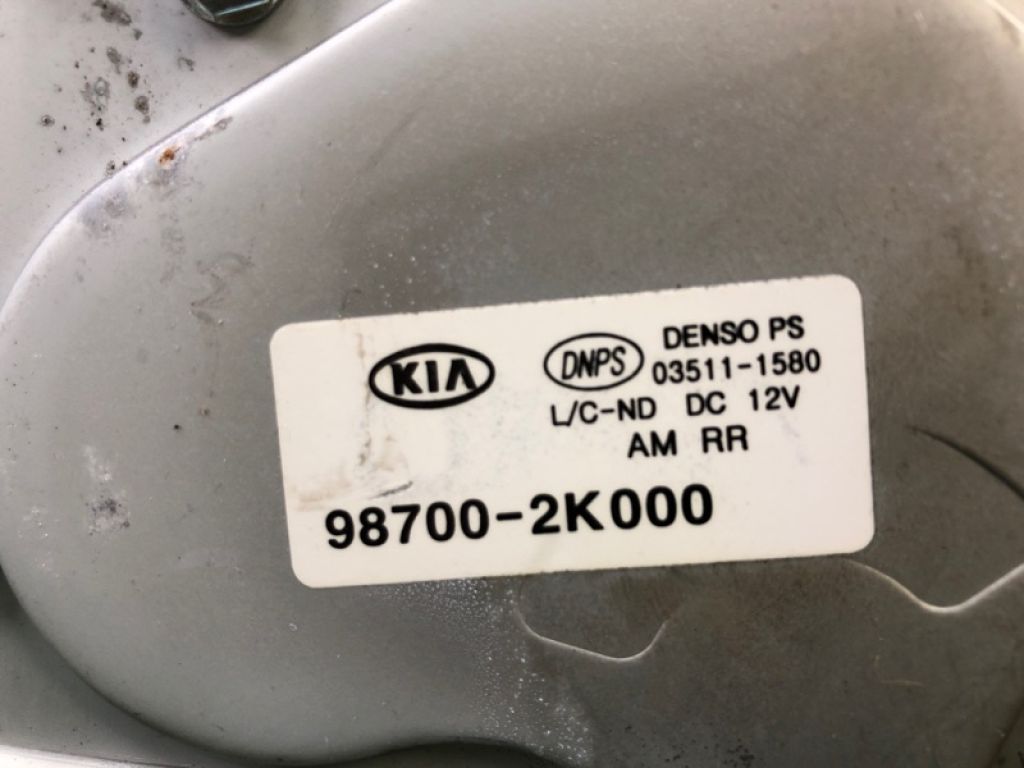 KIA
DNPS
DENSO PS
03511-1580
L/C-ND DC 12V
AM RR
98700-2K000